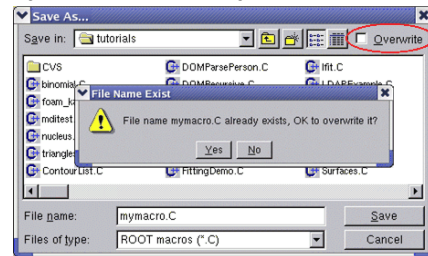 Save As...
Save in: tutorials Overwrite
CVS DOMParsePerson.C lfit.C
binomial.C DOMRecursive.C LDAPExample.C
File Name Exist
mditest
nucleus.
triangle
File name mymacro.C already exists, OK to overwrite it?
Yes No
ContourList.C FittingDemo.C Surfaces.C
File name: mymacro.C Save
Files of type: ROOT macros (*.C) Cancel